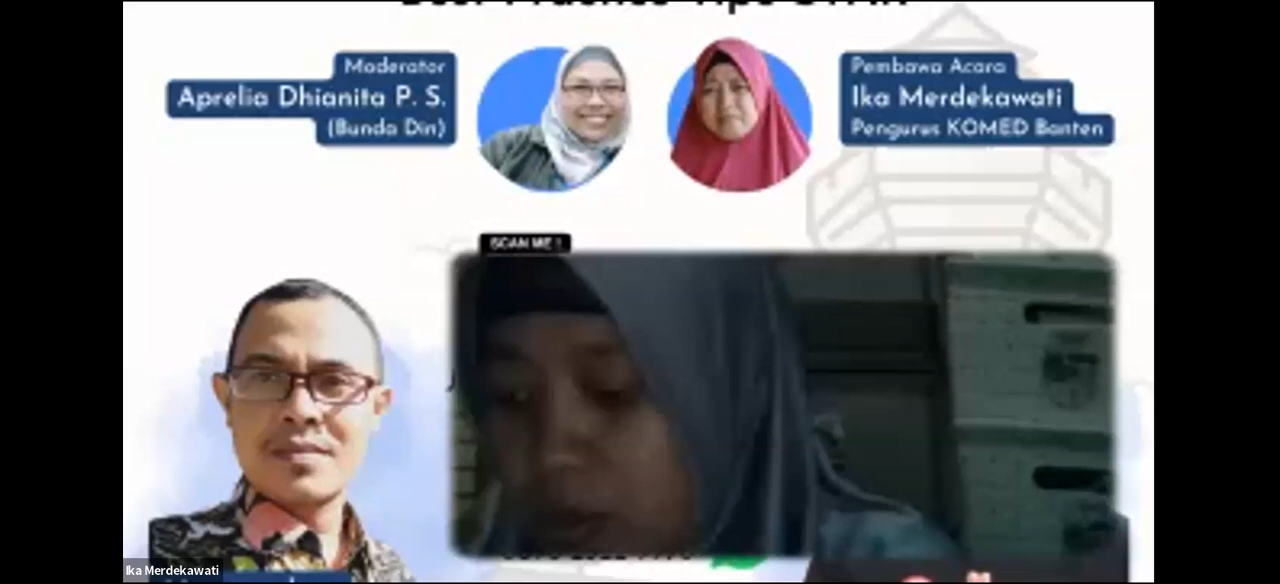 Moderator
Aprelia Dhianita P. S.
(Bunda Din)
Pembawa Acara
Ika Merdekawati
Pengurus KOMED Banten
SCAN ME !
Ika Merdekawati